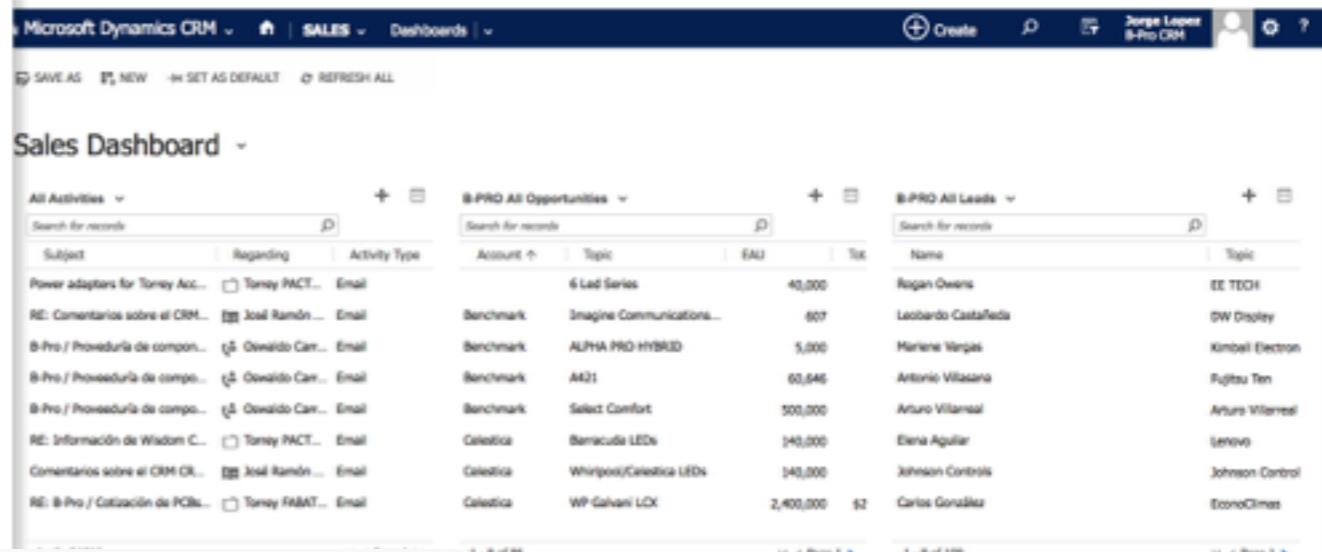 Microsoft Dynamics CRM SALES Dashboards Create Jorge Lopez
B-Pro CRM ?
SAVE AS NEW SET AS DEFAULT REFRESH ALL
Sales Dashboard
All Activities
Search for records
Subject Regarding Activity Type
Power adapters for Torrey Acc... Torrey PACT... Email
RE: Comentarios sobre el CRM... José Ramón ... Email
B-Pro / Proveduría de compon... Oswaldo Carr... Email
B-Pro / Proveeduría de compo... Oswaldo Carr... Email
B-Pro / Proveeduría de compo... Oswaldo Carr... Email
RE: Información de Wisdom C... Torrey PACT... Email
Comentarios sobre el CRM CR... José Ramón ... Email
RE: B-Pro / Cotización de PCBs... Torrey FABAT... Email
B-PRO All Opportunities
Search for records
Account Topic EAU Tot
6 Led Series 40,000
Benchmark Imagine Communications... 607
Benchmark ALPHA PRO HYBRID 5,000
Benchmark A421 60,646
Benchmark Select Comfort 500,000
Celestica Barracuda LEDs 140,000
Celestica Whirlpool/Celestica LEDs 140,000
Celestica WP Galvani LCX 2,400,000 $2
B-PRO All Leads
Search for records
Name Topic
Rogan Owens EE TECH
Leobardo Castañeda DW Display
Marlene Vargas Kimball Electron
Antonio Villasana Fujitsu Ten
Arturo Villarreal Arturo Villarreal
Elena Aguilar Lenovo
Johnson Controls Johnson Control
Carlos González EconoClimas